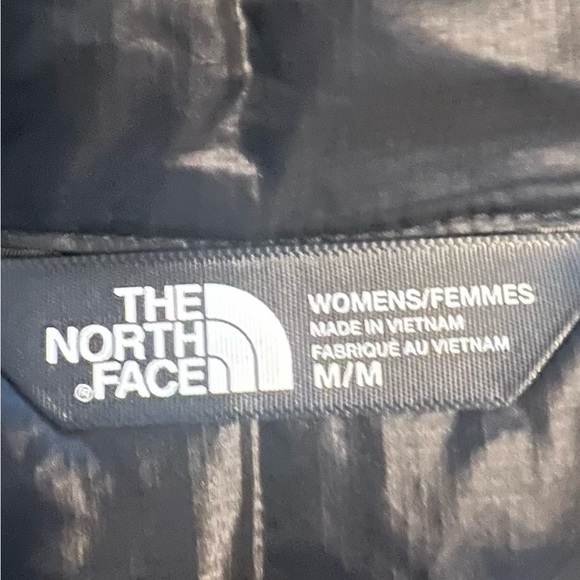 THE
NORTH
©FACE
WOMENS/FEMMES
MADE IN VIETNAM
FABRIQUÉ AU VIETNAM
M/M